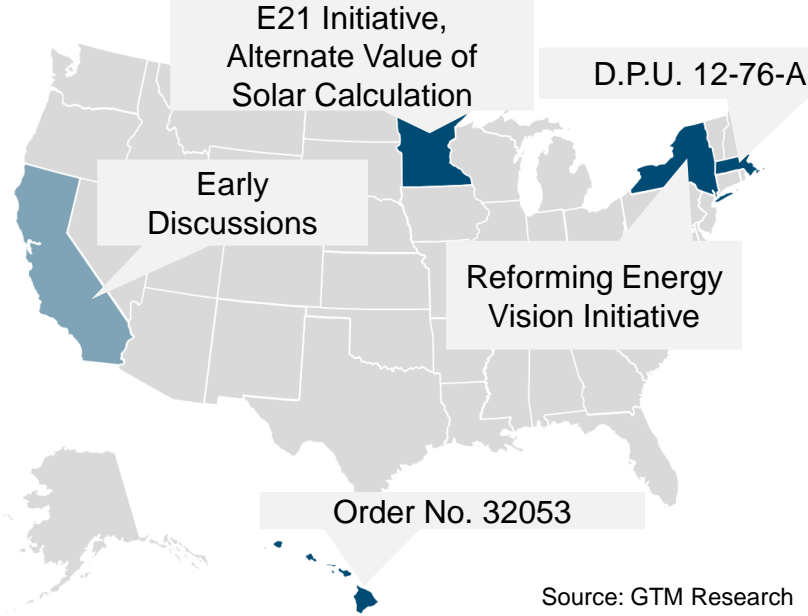 E21 Initiative,
Alternate Value of
Solar Calculation
D.P.U. 12-76-A
Early
Discussions
Reforming Energy
Vision Initiative
Order No. 32053
Source: GTM Research